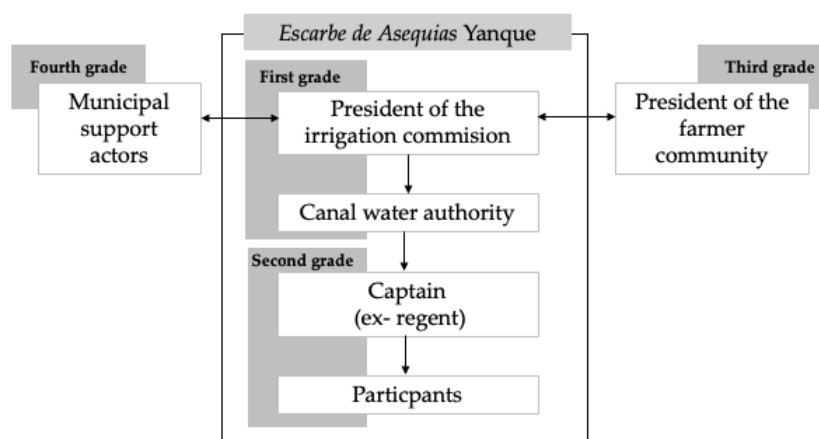 Escarbe de Asequias Yanque
Fourth grade
Municipal
support
actors
First grade
President of the
irrigation commision
Third grade
President of the
farmer
community
Canal water authority
Second grade
Captain
(ex- regent)
Particpants